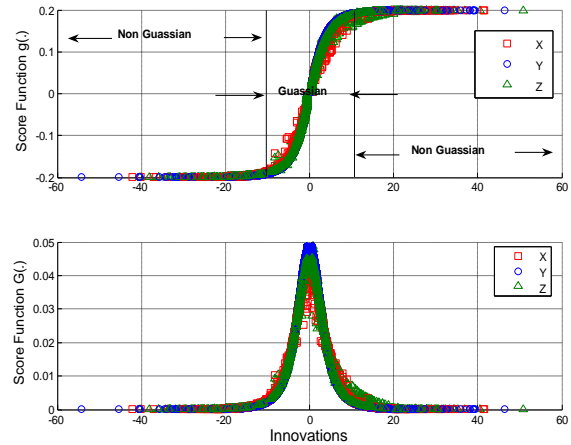 0.2
0.1
0
-0.1
-0.2
Score Function g(.)
Non Guassian
Guassian
Non Guassian
X
Y
Z
-60 -40 -20 0 20 40 60
0.05
0.04
0.03
0.02
0.01
0
Score Function G(.)
X
Y
Z
-60 -40 -20 0 20 40 60
Innovations